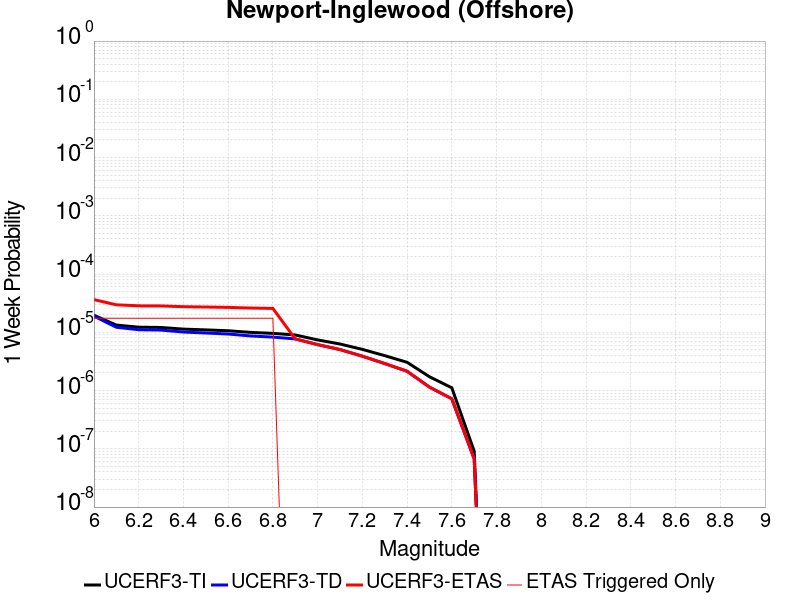 Newport-Inglewood (Offshore)
10^0
10^-1
10^-2
10^-3
10^-4
10^-5
10^-6
10^-7
10^-8
1 Week Probability
6 6.2 6.4 6.6 6.8 7 7.2 7.4 7.6 7.8 8 8.2 8.4 8.6 8.8 9
Magnitude
UCERF3-TI UCERF3-TD UCERF3-ETAS ETAS Triggered Only